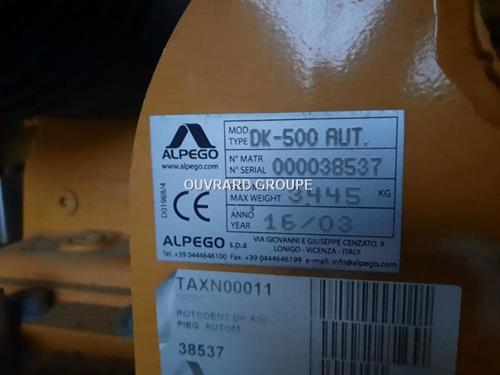 ALPEGO
www.alpego.com
MOD.
TYPE DK-500 AUT.
N° MATR.
N° SERIAL 000038537
OUVRARD GROUPE
MAX WEIGHT 3445 KG
ANNO
YEAR 16/03
D01988/4
CE
ALPEGO s.p.a
VIA GIOVANNI E GIUSEPPE CENZATO, 9
LONIGO - VICENZA - ITALY
Tel. +39 0444646100 Fax +39 0444646199 e-mail: info@alpego.com
TAXN00011
ROTODENT DK-500
PIEG. AUTOM
38537